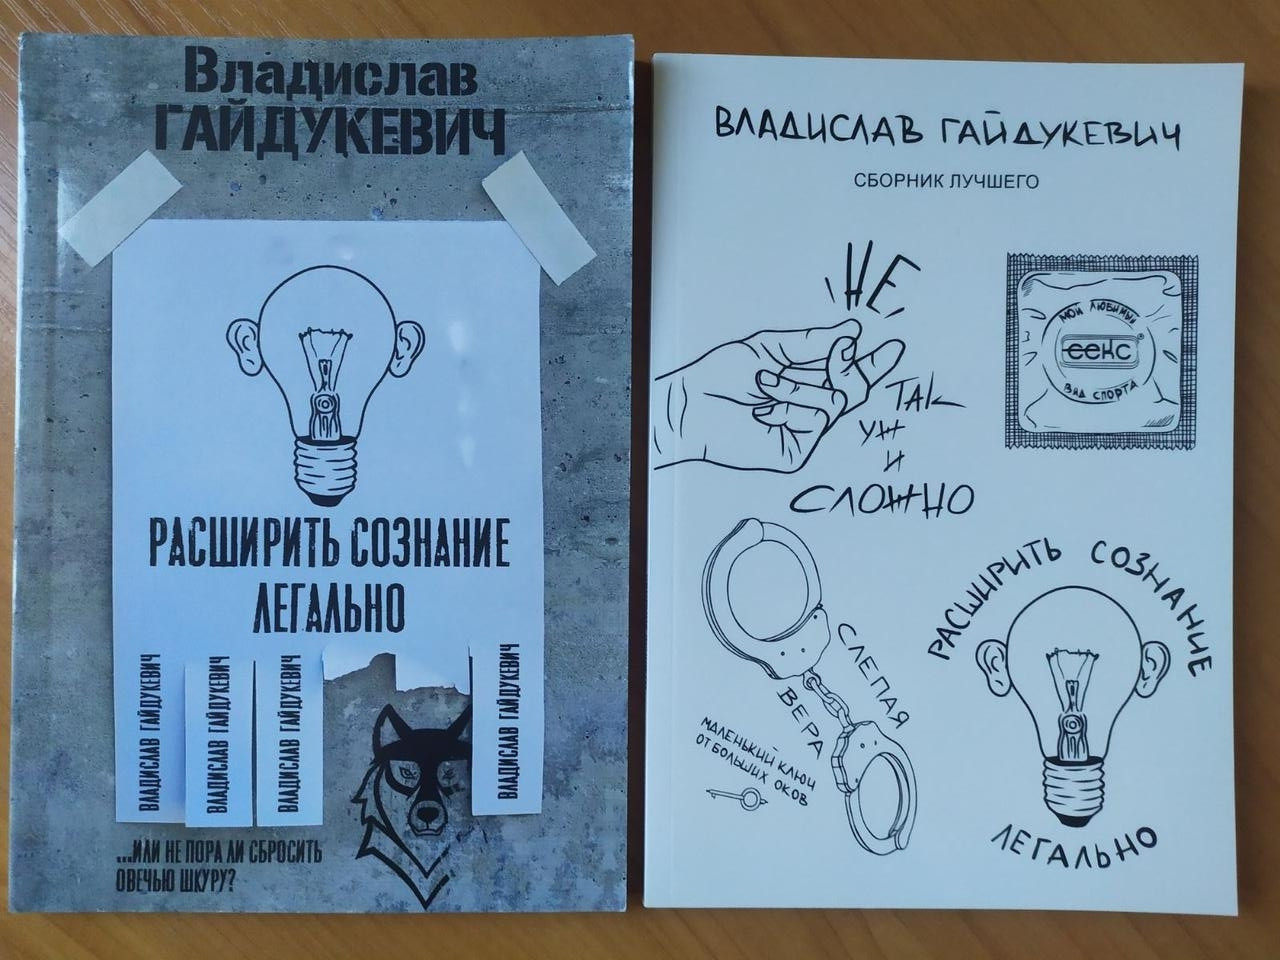 Владислав
ГАЙДУКЕВИЧ
РАСШИРИТЬ СОЗНАНИЕ
ЛЕГАЛЬНО
ВЛАДИСЛАВ ГАЙДУКЕВИЧ
ВЛАДИСЛАВ ГАЙДУКЕВИЧ
ВЛАДИСЛАВ ГАЙДУКЕВИЧ
ВЛАДИСЛАВ ГАЙДУКЕВИЧ
...ИЛИ НЕ ПОРА ЛИ СБРОСИТЬ
ОВЕЧЬЮ ШКУРУ?
ВЛАДИСЛАВ ГАЙДУКЕВИЧ
СБОРНИК ЛУЧШЕГО
НЕ
ТАК
УЖ
И
СЛОЖНО
МОЙ ЛЮБИМЫЙ
СЕКС®
ВИД СПОРТА
СЛЕПАЯ
ВЕРА
МАЛЕНЬКИЙ КЛЮЧ
ОТ БОЛЬШИХ ОКОВ
РАСШИРИТЬ СОЗНАНИЕ
ЛЕГАЛЬНО